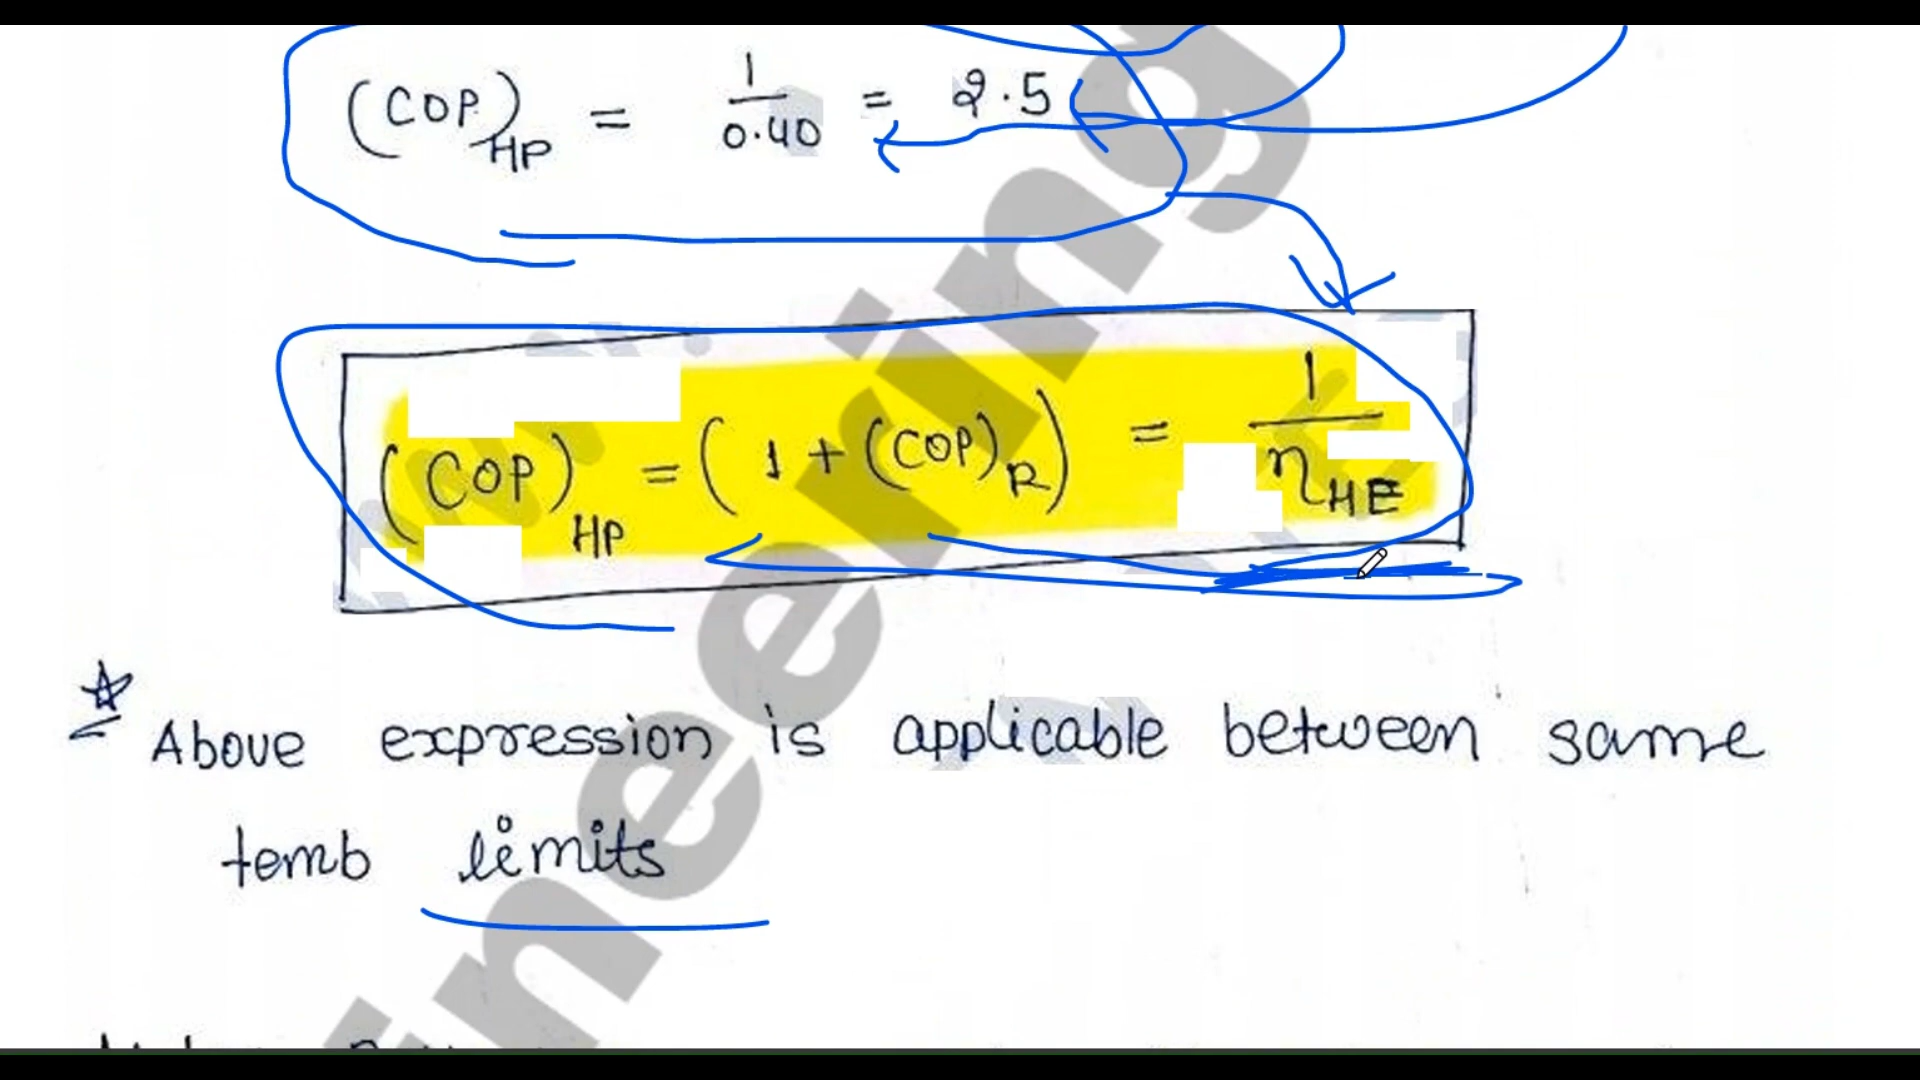 (COP)HP = 1/0.40 = 2.5
(COP)HP = (1 + (COP)R) = 1/ηHE
Above expression is applicable between same
temb limits
neering